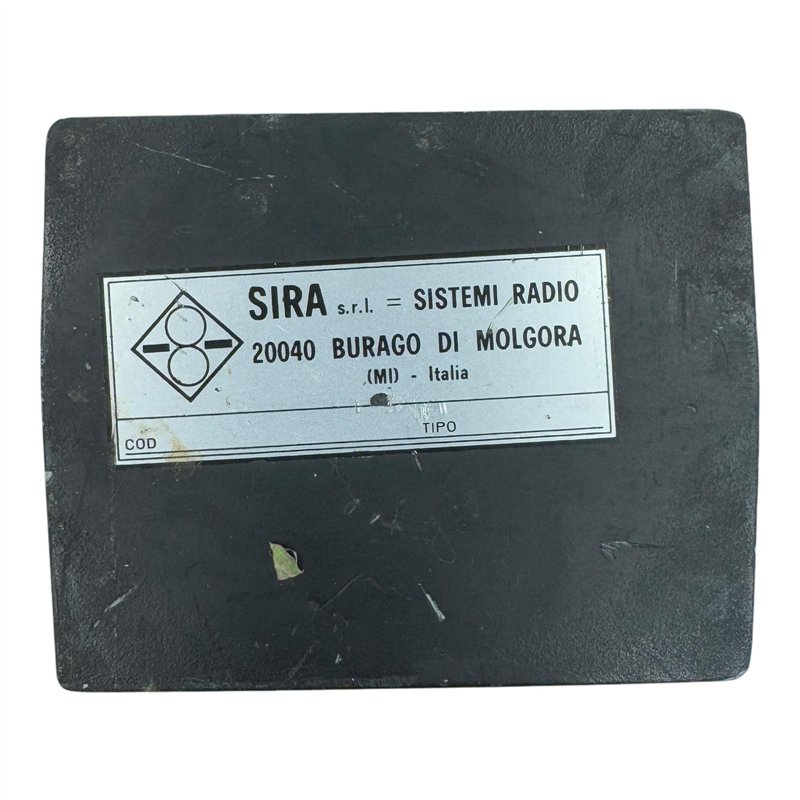 SIRA s.r.l. = SISTEMI RADIO
20040 BURAGO DI MOLGORA
(MI) - Italia
COD TIPO